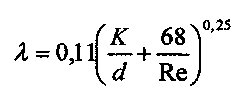 λ = 0,11(K/d + 68/Re)^0,25